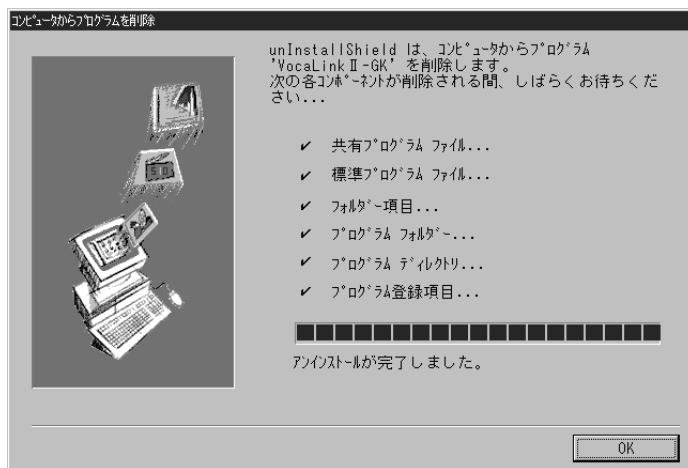 コンピュータからプログラムを削除
unInstallShield は、コンピュータからプログラム
'VocaLinkⅡ-GK' を削除します。
次の各コンポーネントが削除される間、しばらくお待ちくだ
さい...
✔ 共有プログラム ファイル...
✔ 標準プログラム ファイル...
✔ フォルダー項目...
✔ プログラム フォルダー...
✔ プログラム ディレクトリ...
✔ プログラム登録項目...
アンインストールが完了しました。
OK